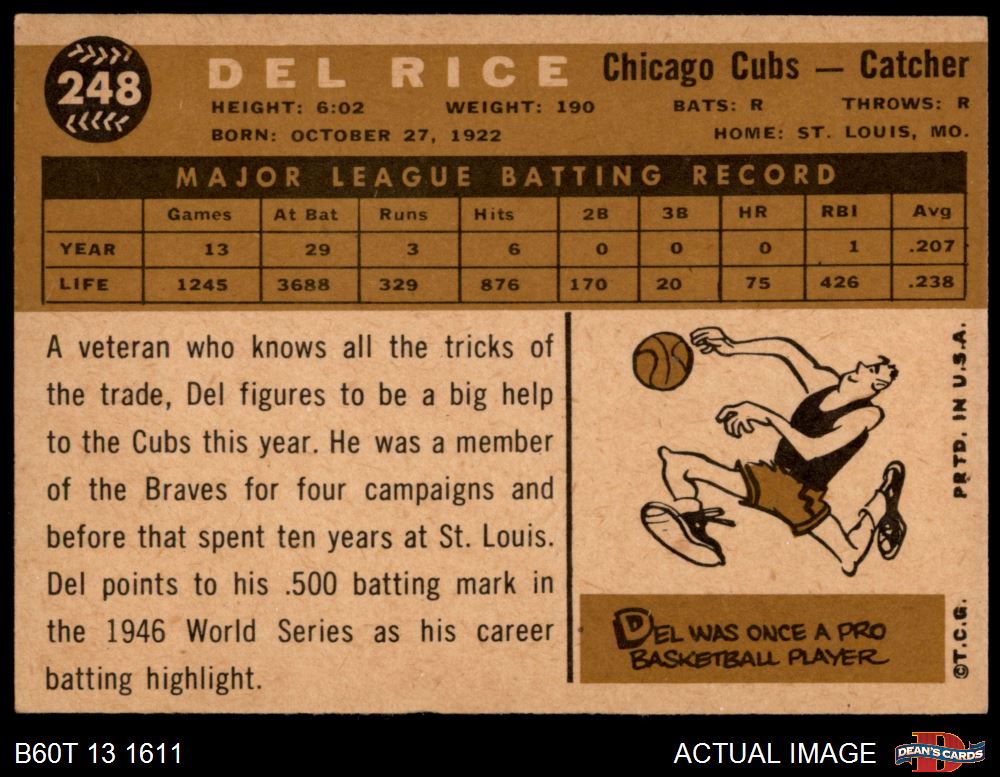 248
DEL RICE
Chicago Cubs — Catcher
HEIGHT: 6:02 WEIGHT: 190 BATS: R THROWS: R
BORN: OCTOBER 27, 1922 HOME: ST. LOUIS, MO.
MAJOR LEAGUE BATTING RECORD
Games At Bat Runs Hits 2B 3B HR RBI Avg
YEAR 13 29 3 6 0 0 0 1 .207
LIFE 1245 3688 329 876 170 20 75 426 .238
A veteran who knows all the tricks of
the trade, Del figures to be a big help
to the Cubs this year. He was a member
of the Braves for four campaigns and
before that spent ten years at St. Louis.
Del points to his .500 batting mark in
the 1946 World Series as his career
batting highlight.
DEL WAS ONCE A PRO
BASKETBALL PLAYER
©T.C.G. PRTD. IN U.S.A.
B60T 13 1611
ACTUAL IMAGE
D
DEAN'S CARDS